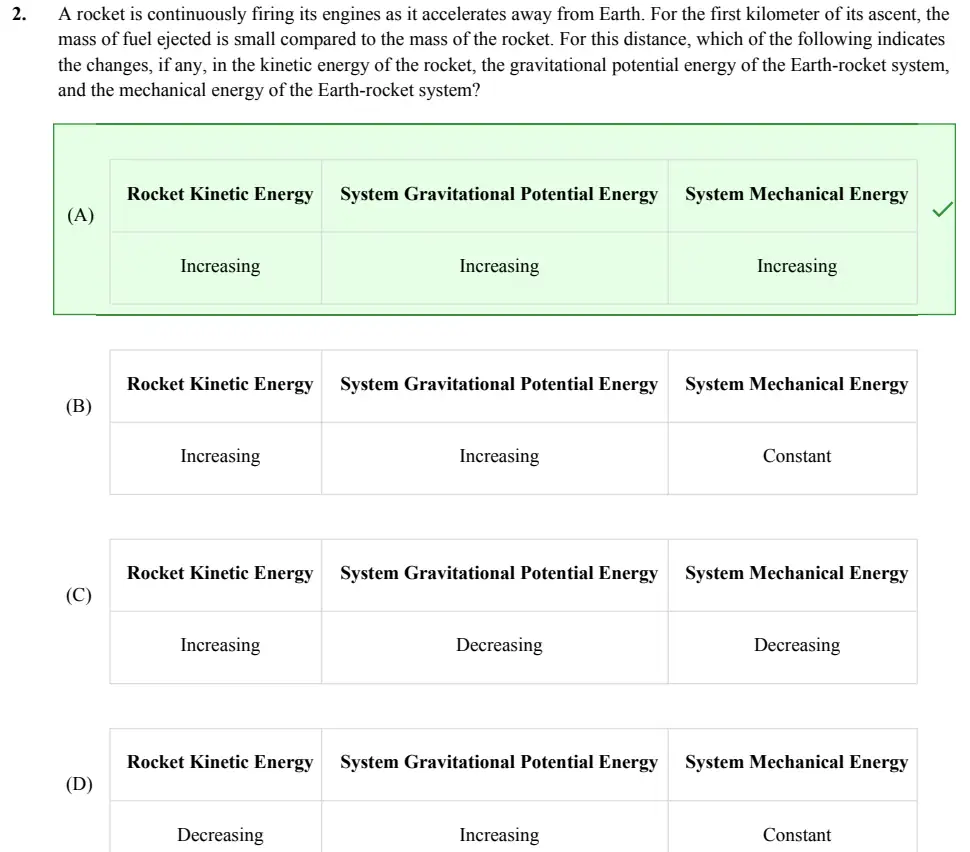 2. A rocket is continuously firing its engines as it accelerates away from Earth. For the first kilometer of its ascent, the
mass of fuel ejected is small compared to the mass of the rocket. For this distance, which of the following indicates
the changes, if any, in the kinetic energy of the rocket, the gravitational potential energy of the Earth-rocket system,
and the mechanical energy of the Earth-rocket system?
(A)
Rocket Kinetic Energy System Gravitational Potential Energy System Mechanical Energy
Increasing Increasing Increasing
(B)
Rocket Kinetic Energy System Gravitational Potential Energy System Mechanical Energy
Increasing Increasing Constant
(C)
Rocket Kinetic Energy System Gravitational Potential Energy System Mechanical Energy
Increasing Decreasing Decreasing
(D)
Rocket Kinetic Energy System Gravitational Potential Energy System Mechanical Energy
Decreasing Increasing Constant